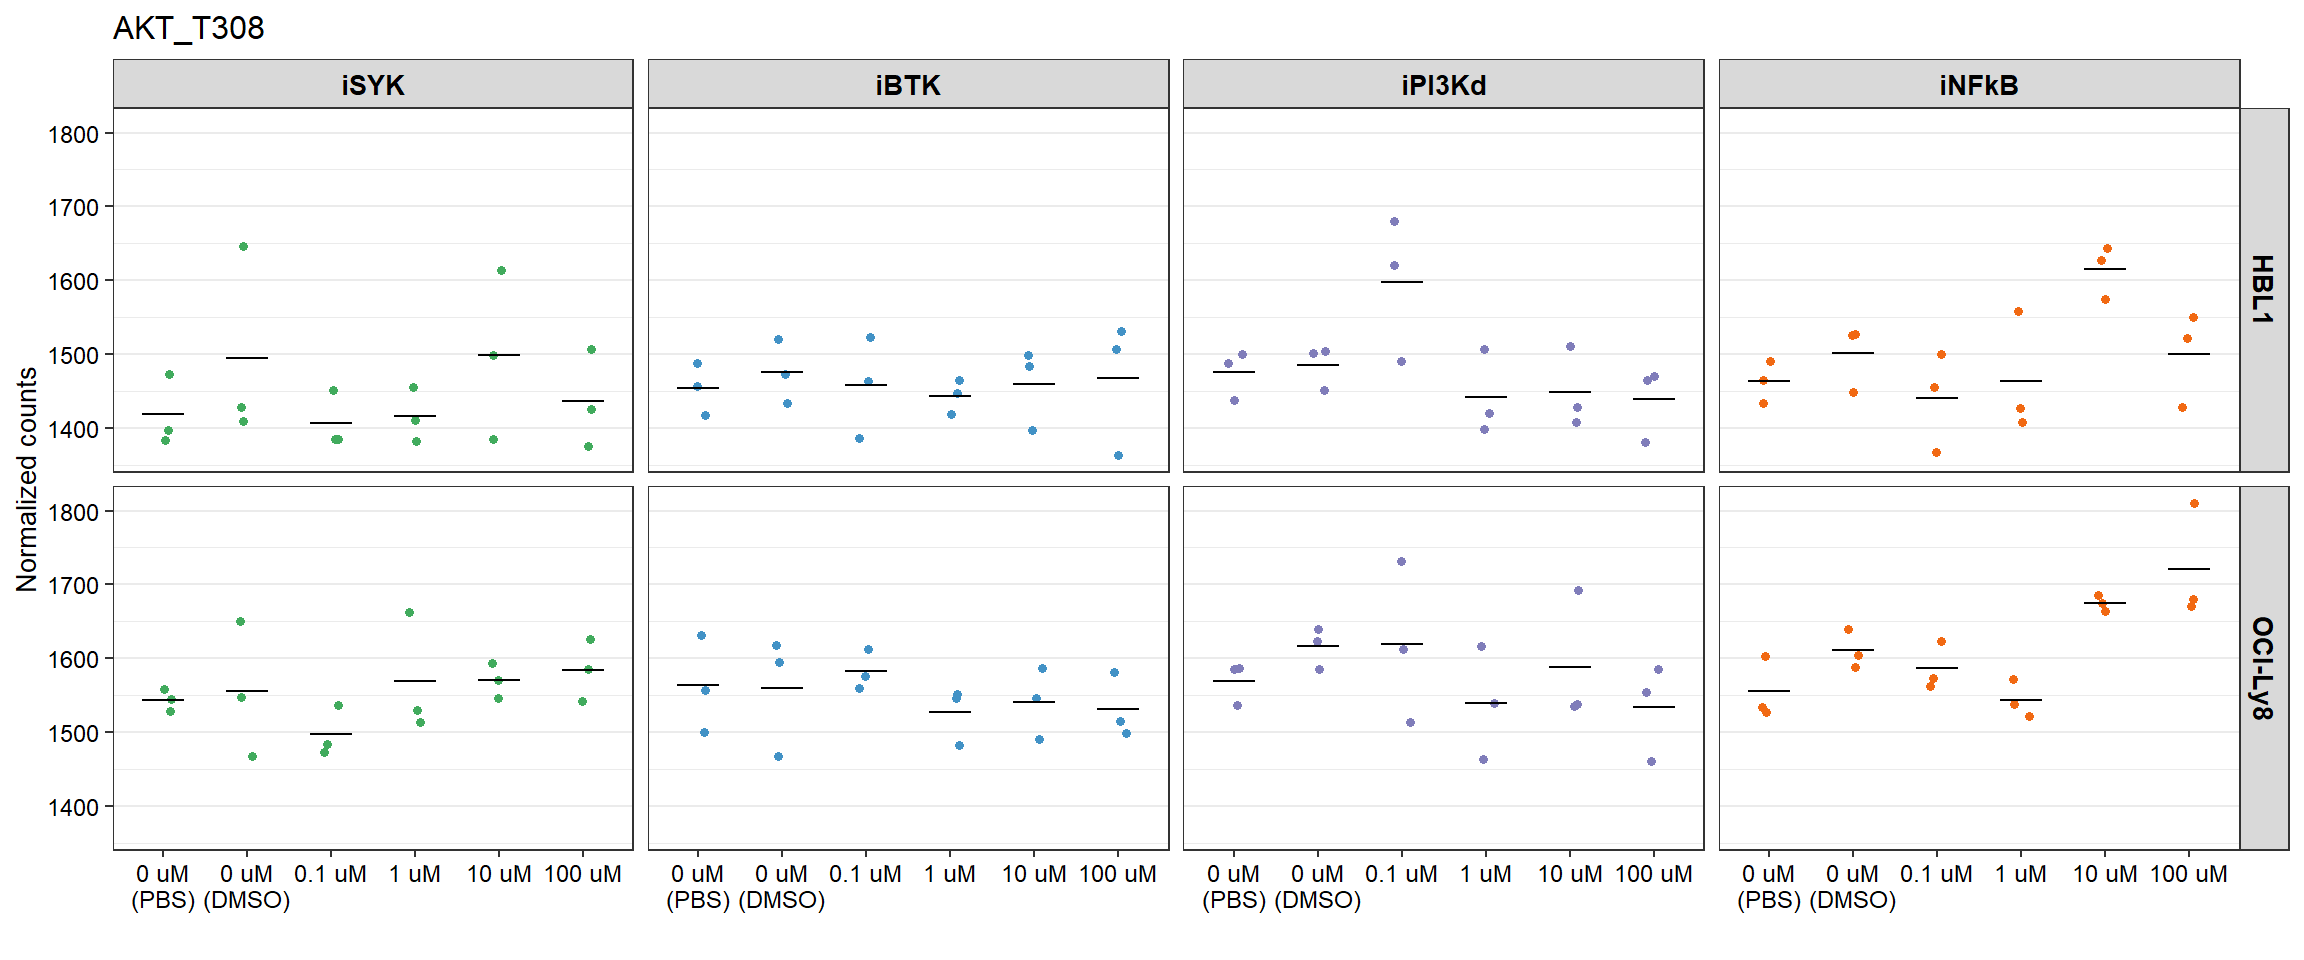 AKT_T308
iSYK iBTK iPI3Kd iNFkB
Normalized counts
1800
1700
1600
1500
1400
HBL1
1800
1700
1600
1500
1400
OCI-Ly8
0 uM 0 uM 0.1 uM 1 uM 10 uM 100 uM 0 uM 0 uM 0.1 uM 1 uM 10 uM 100 uM 0 uM 0 uM 0.1 uM 1 uM 10 uM 100 uM 0 uM 0 uM 0.1 uM 1 uM 10 uM 100 uM
(PBS) (DMSO) (PBS) (DMSO) (PBS) (DMSO) (PBS) (DMSO)